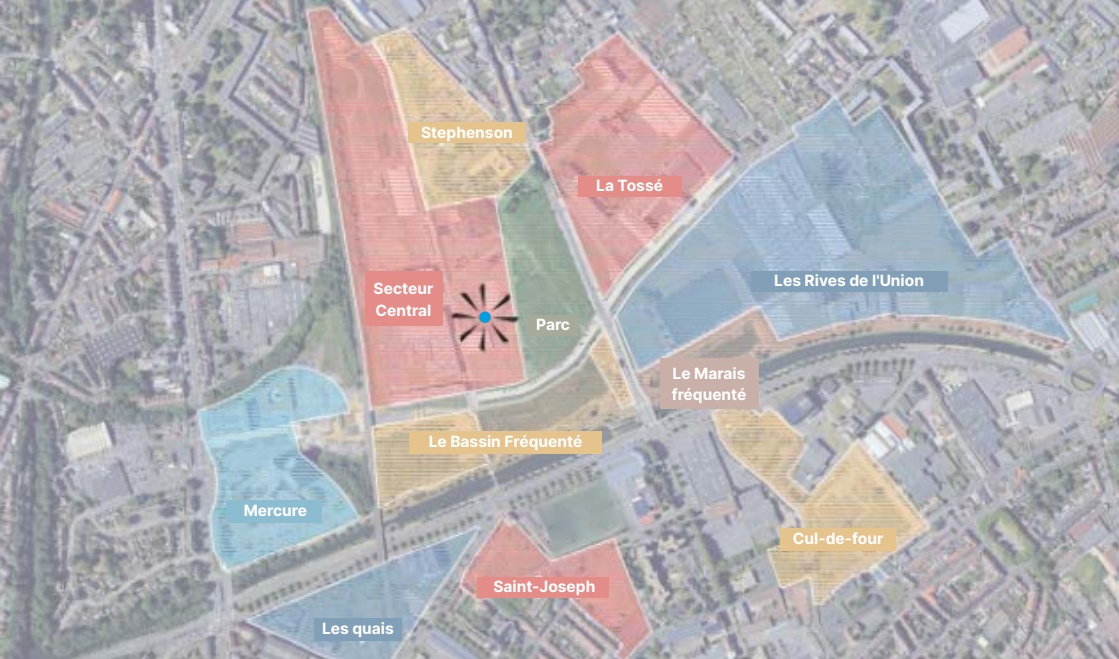 Stephenson
La Tossé
Les Rives de l'Union
Secteur
Central
Parc
Le Marais
fréquenté
Le Bassin Fréquenté
Mercure
Cul-de-four
Saint-Joseph
Les quais